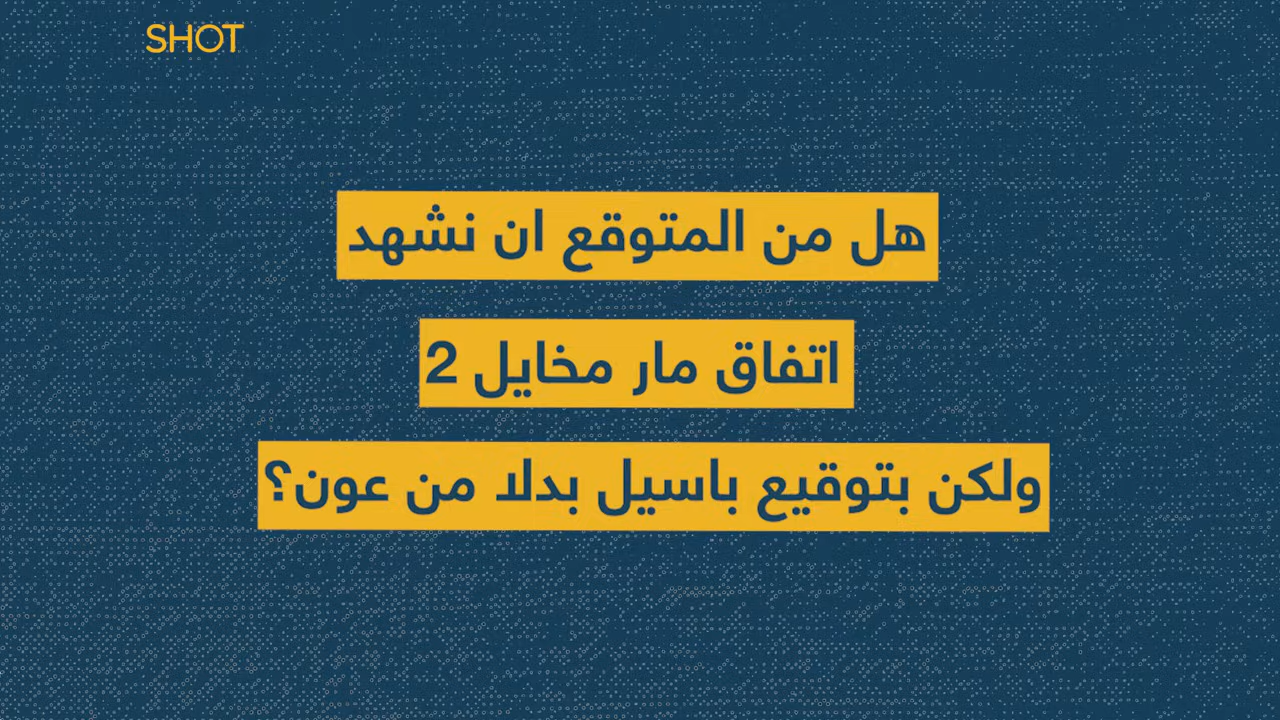 SHOT
هل من المتوقع ان نشهد
اتفاق مار مخايل 2
ولكن بتوقيع باسيل بدلا من عون؟